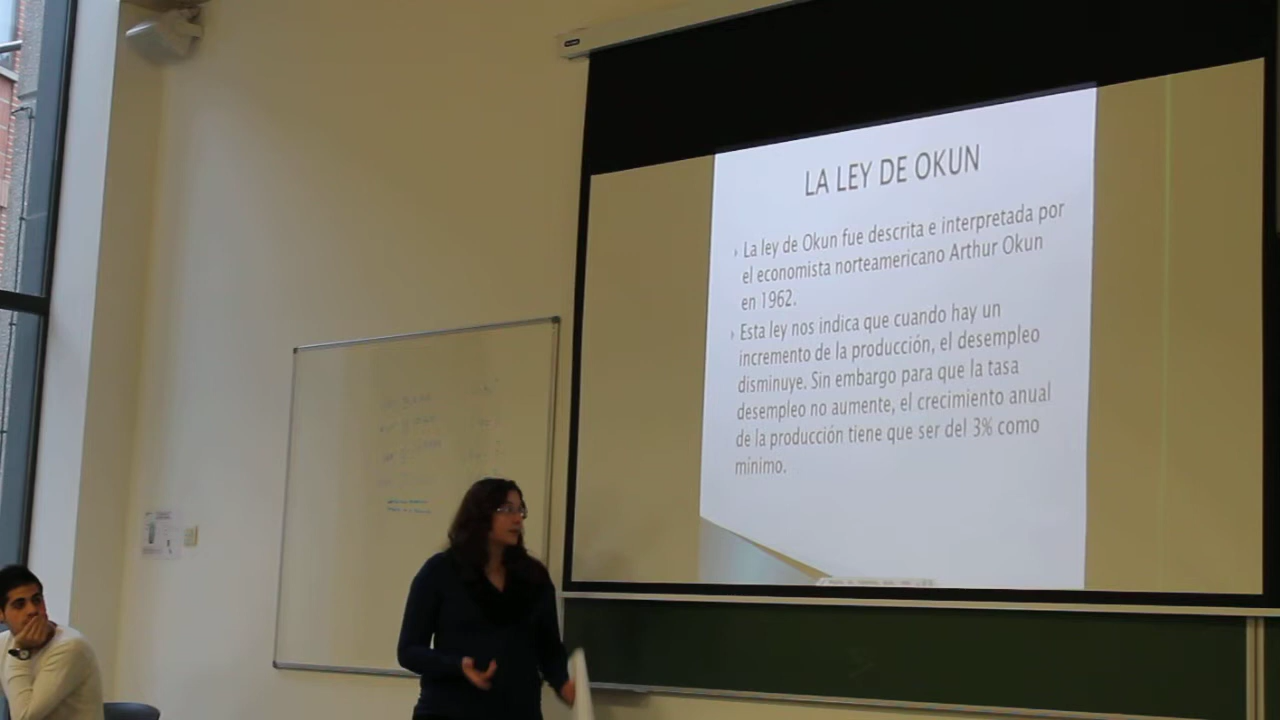 LA LEY DE OKUN
La ley de Okun fue descrita e interpretada por
el economista norteamericano Arthur Okun
en 1962.
Esta ley nos indica que cuando hay un
incremento de la producción, el desempleo
disminuye. Sin embargo para que la tasa
desempleo no aumente, el crecimiento anual
de la producción tiene que ser del 3% como
mínimo.